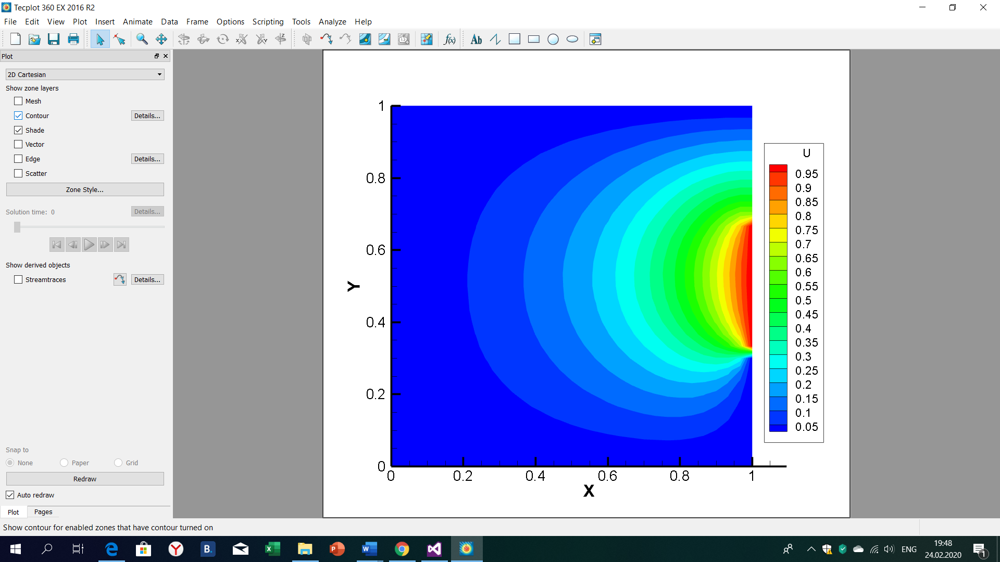 Tecplot 360 EX 2016 R2
File Edit View Plot Insert Animate Data Frame Options Scripting Tools Analyze Help
Plot
2D Cartesian
Show zone layers
Mesh
Contour Details...
Shade
Vector
Edge Details...
Scatter
Zone Style...
Solution time: 0 Details...
Show derived objects
Streamtraces Details...
Snap to
None Paper Grid
Redraw
Auto redraw
Plot Pages
Show contour for enabled zones that have contour turned on
1
0.8
0.6
0.4
0.2
0
Y
0 0.2 0.4 0.6 0.8 1
X
U
0.95
0.9
0.85
0.8
0.75
0.7
0.65
0.6
0.55
0.5
0.45
0.4
0.35
0.3
0.25
0.2
0.15
0.1
0.05
ENG
19:48
24.02.2020
1